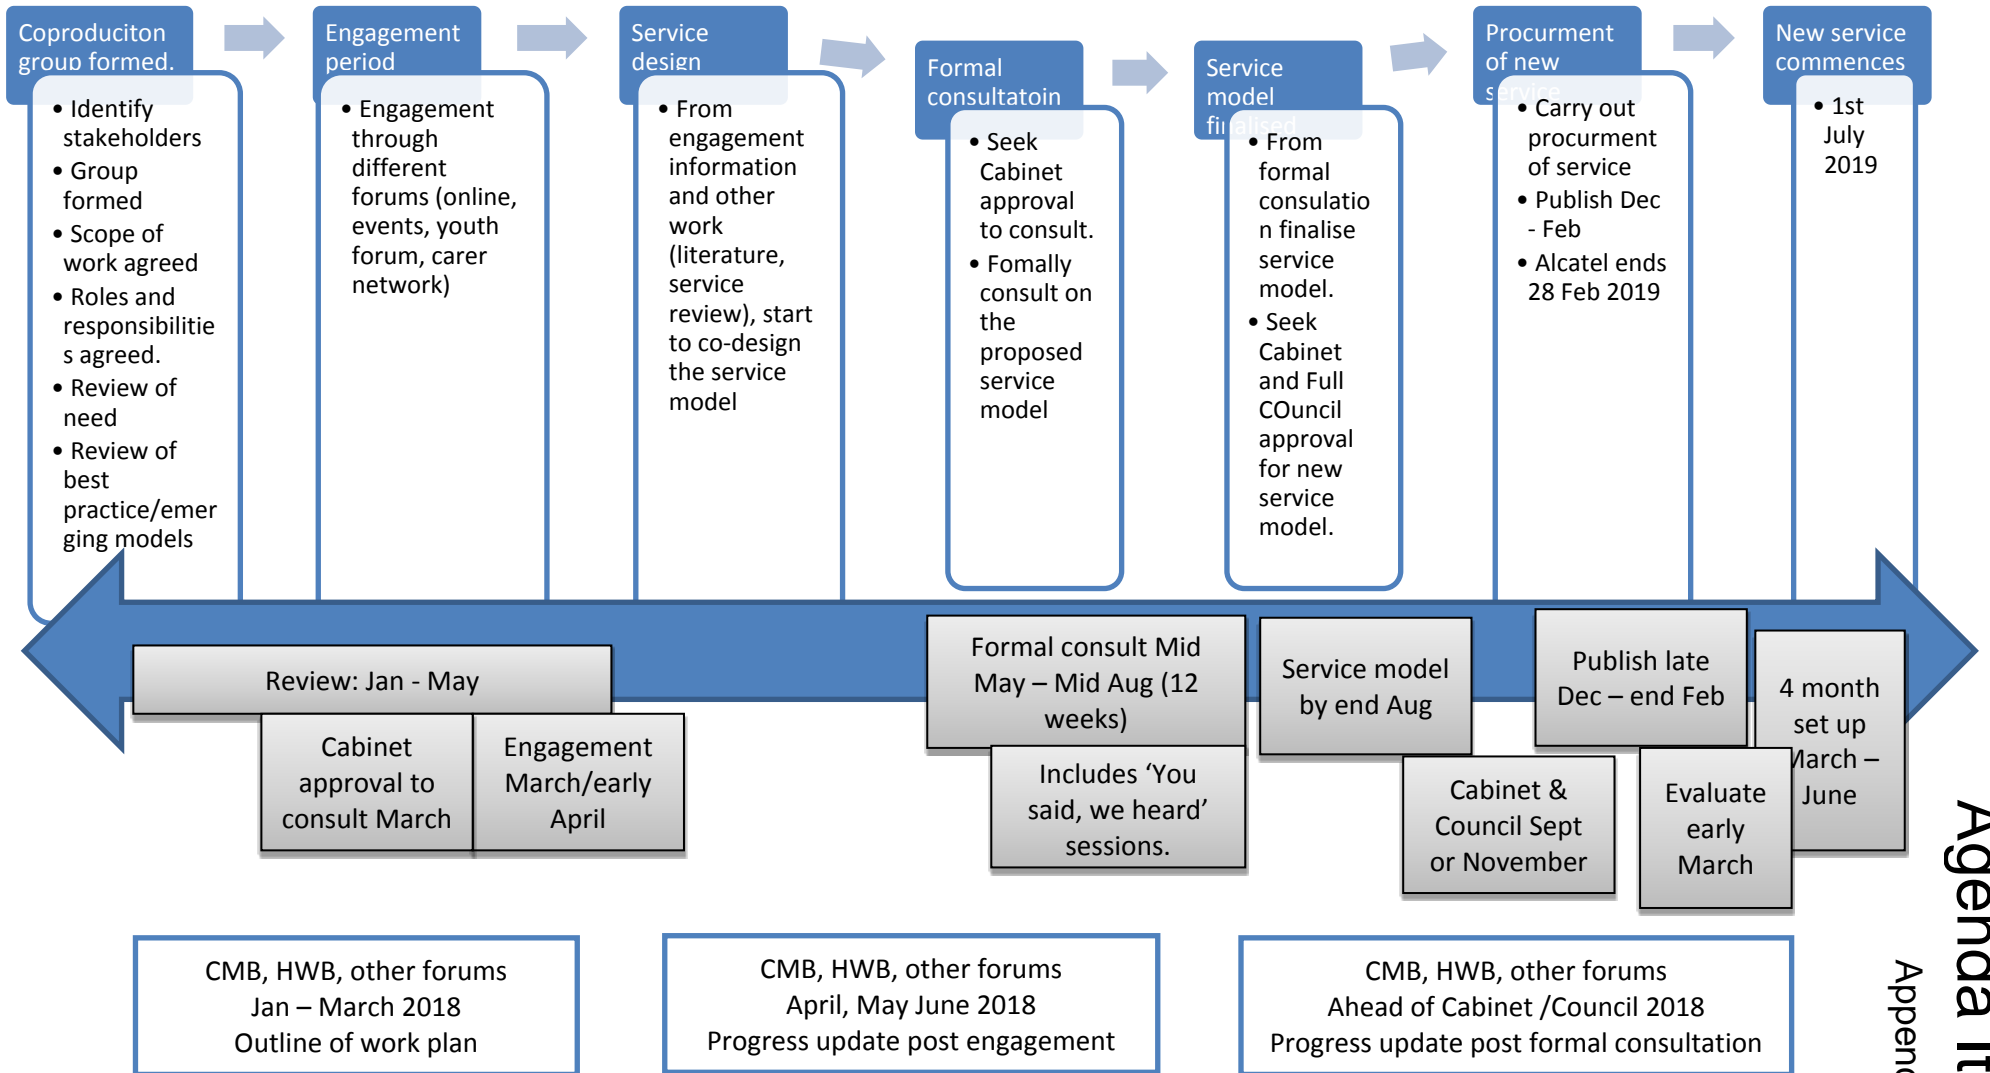 Coproduciton
group formed.
• Identify
stakeholders
• Group
formed
• Scope of
work agreed
• Roles and
responsibilitie
s agreed.
• Review of
need
• Review of
best
practice/emer
ging models
Engagement
period
• Engagement
through
different
forums (online,
events, youth
forum, carer
network)
Service
design
• From
engagement
information
and other
work
(literature,
service
review), start
to co-design
the service
model
Formal
consultatoin
• Seek
Cabinet
approval
to consult.
• Fomally
consult on
the
proposed
service
model
Service
model
finalised
• From
formal
consulatio
n finalise
service
model.
• Seek
Cabinet
and Full
COuncil
approval
for new
service
model.
Procurment
of new
service
• Carry out
procurment
of service
• Publish Dec
- Feb
• Alcatel ends
28 Feb 2019
New service
commences
• 1st
July
2019
Review: Jan - May
Cabinet
approval to
consult March
Engagement
March/early
April
Formal consult Mid
May – Mid Aug (12
weeks)
Includes ‘You
said, we heard’
sessions.
Service model
by end Aug
Cabinet &
Council Sept
or November
Publish late
Dec – end Feb
Evaluate
early
March
4 month
set up
March –
June
CMB, HWB, other forums
Jan – March 2018
Outline of work plan
CMB, HWB, other forums
April, May June 2018
Progress update post engagement
CMB, HWB, other forums
Ahead of Cabinet /Council 2018
Progress update post formal consultation
Agenda